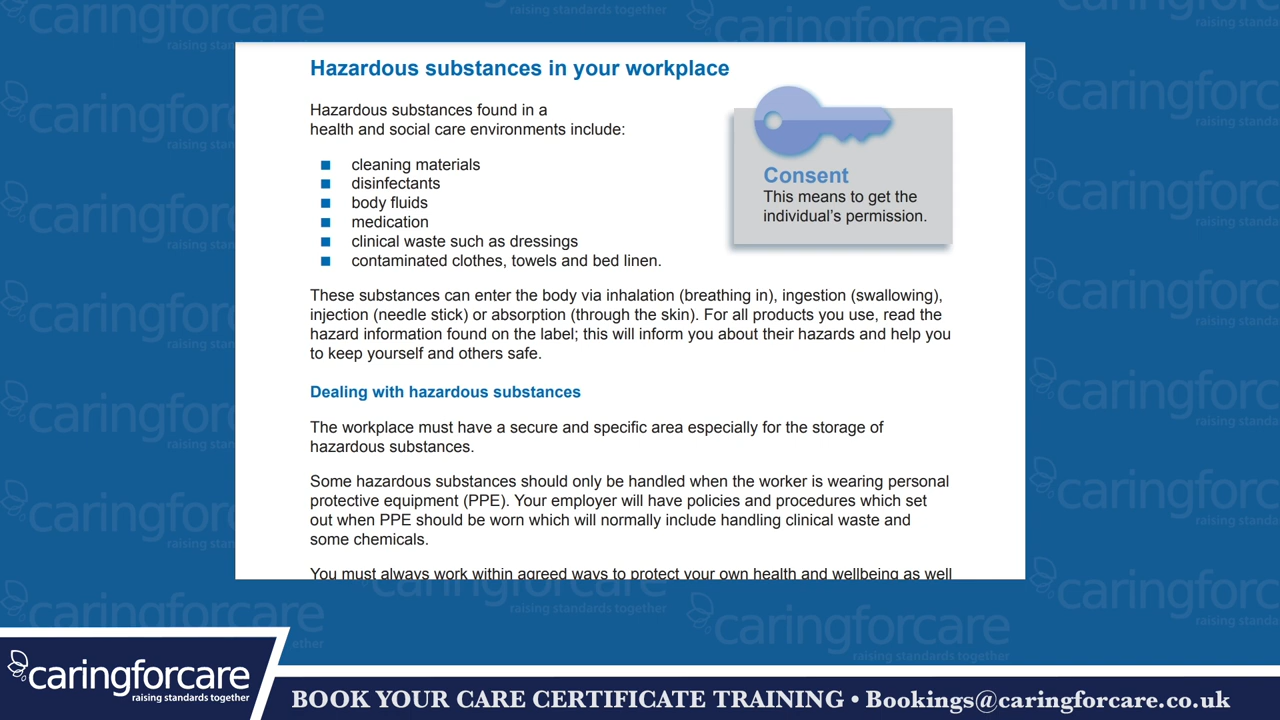 Hazardous substances in your workplace
Hazardous substances found in a
health and social care environments include:
cleaning materials
disinfectants
body fluids
medication
clinical waste such as dressings
contaminated clothes, towels and bed linen.
Consent
This means to get the
individual's permission.
These substances can enter the body via inhalation (breathing in), ingestion (swallowing),
injection (needle stick) or absorption (through the skin). For all products you use, read the
hazard information found on the label; this will inform you about their hazards and help you
to keep yourself and others safe.
Dealing with hazardous substances
The workplace must have a secure and specific area especially for the storage of
hazardous substances.
Some hazardous substances should only be handled when the worker is wearing personal
protective equipment (PPE). Your employer will have policies and procedures which set
out when PPE should be worn which will normally include handling clinical waste and
some chemicals.
You must always work within agreed ways to protect your own health and wellbeing as well
caringforcare
raising standards together
BOOK YOUR CARE CERTIFICATE TRAINING • Bookings@caringforcare.co.uk